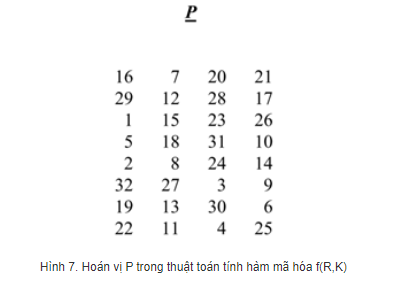 P
16 7 20 21
29 12 28 17
1 15 23 26
5 18 31 10
2 8 24 14
32 27 3 9
19 13 30 6
22 11 4 25
Hình 7. Hoán vị P trong thuật toán tính hàm mã hóa f(R,K)